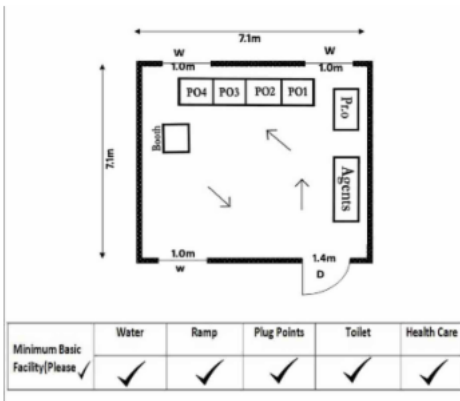 7.1m
W
W
1.0m
1.0m
PO4 PO3 PO2 PO1
Pr.o
Booth
7.1m
Agents
1.0m
1.4m
W
D
Water Ramp Plug Points Toilet Health Care
Minimum Basic
Facility(Please ✓ ✓ ✓ ✓ ✓ ✓